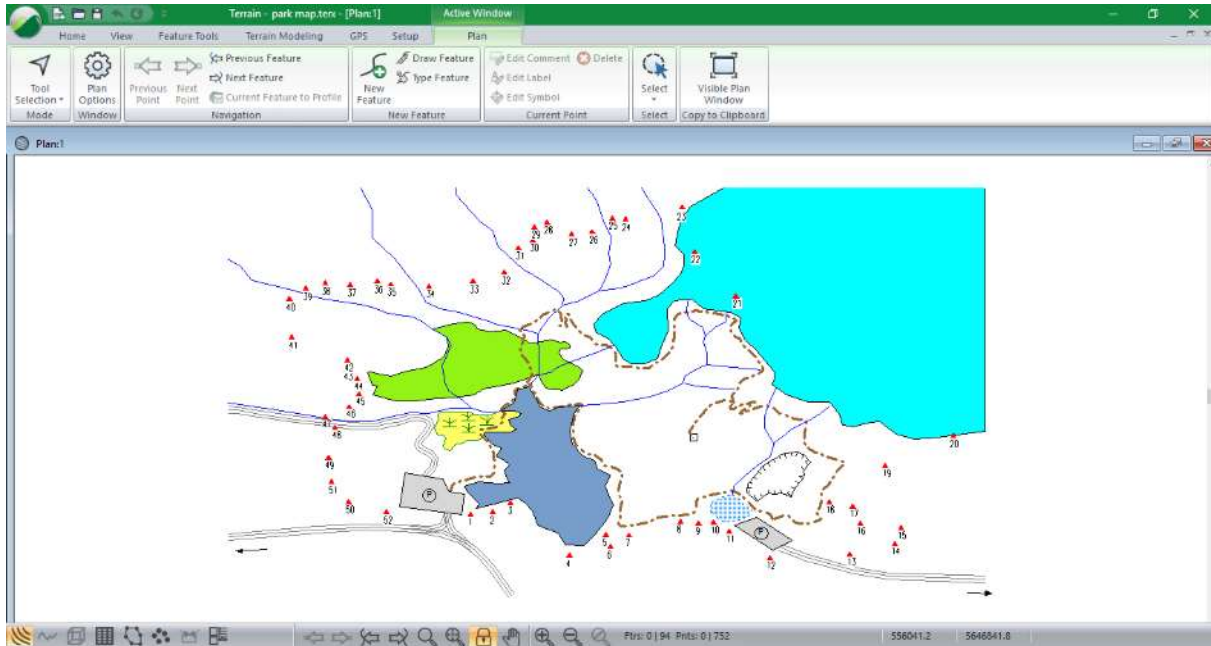 Terrain - park map.terx - [Plan:1]
Active Window
Home View Feature Tools Terrain Modeling GPS Setup Plan
Tool Selection
Mode
Plan Options
Window
Previous Point
Next Point
Previous Feature
Next Feature
Current Feature to Profile
Navigation
New Feature
Draw Feature
Type Feature
New Feature
Edit Comment
Delete
Edit Label
Edit Symbol
Current Point
Select
Select
Visible Plan Window
Copy to Clipboard
Plan:1
23
25 24
29 28
27 26
30
31
22
32
33
34
36 35
37
38
39
40
21
41
42
43
44
45
46
47
48
20
49
19
51
50
52
1 2 3
P
4
5
6
7
8 9 10
11
P
12
18
17
16
15
14
13
Ftrs: 0 | 94 Pnts: 0 | 752
556041.2
5646841.8